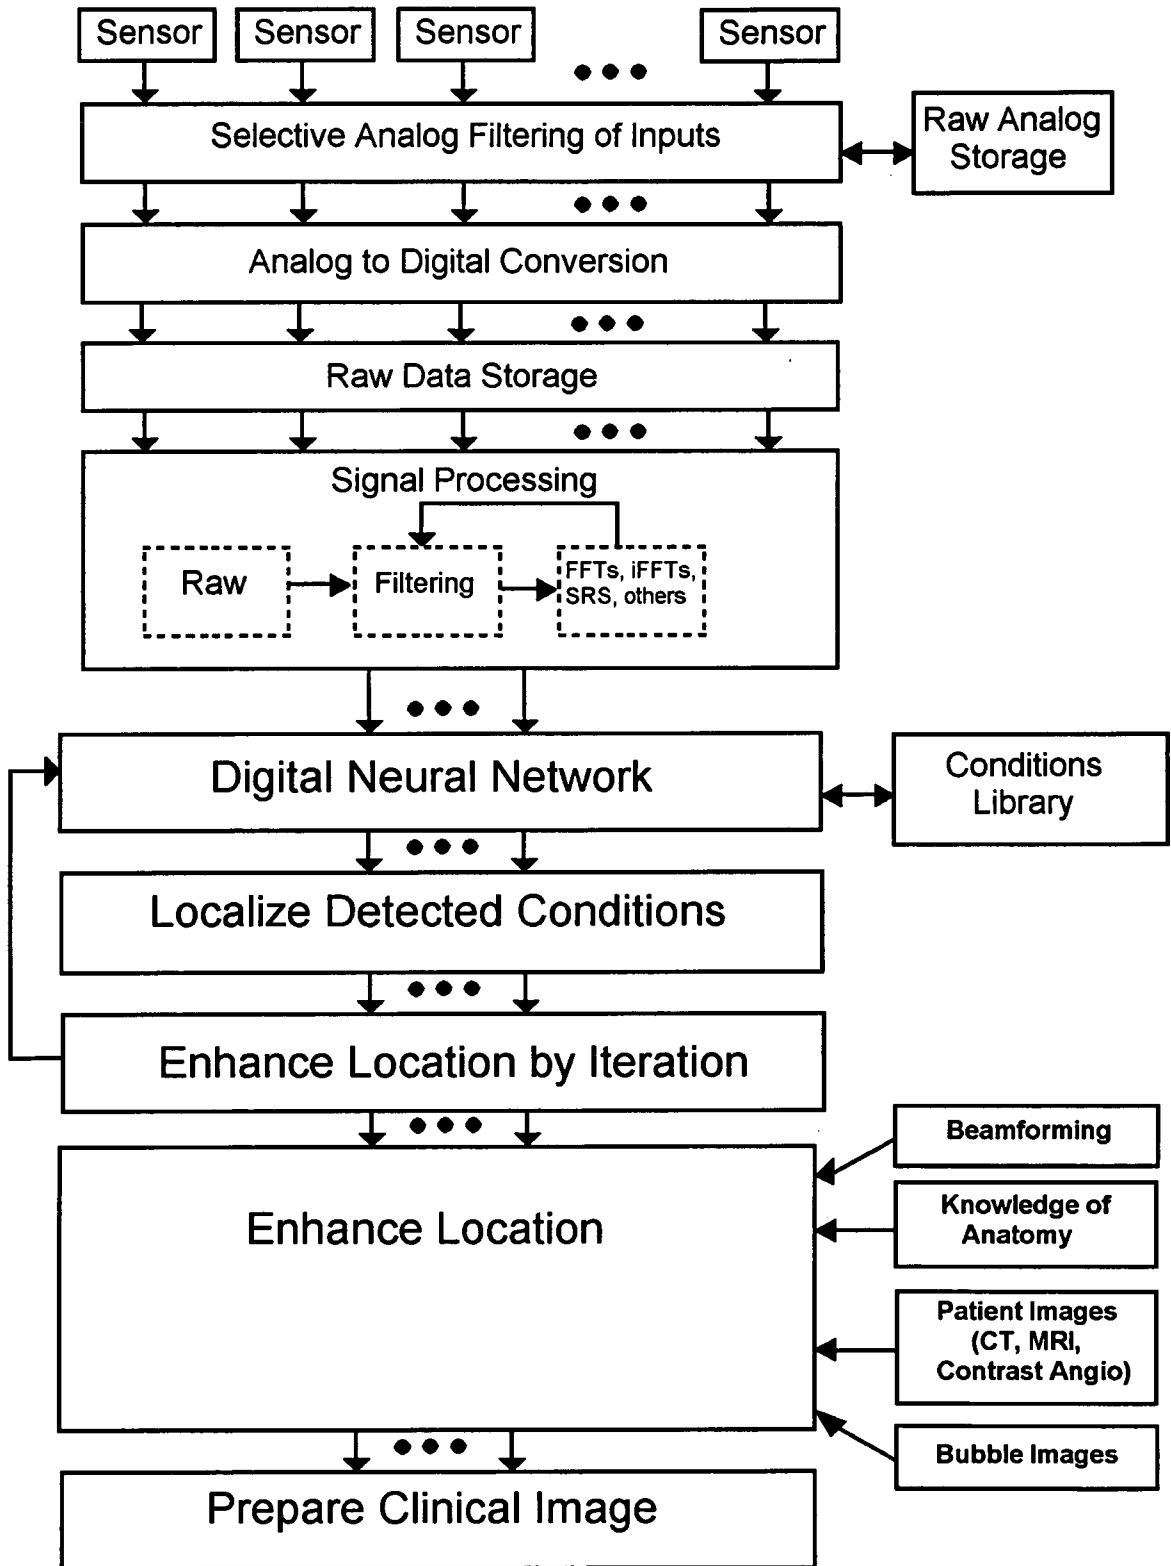 Sensor
Sensor
Sensor
Sensor
Selective Analog Filtering of Inputs
Raw Analog
Storage
Analog to Digital Conversion
Raw Data Storage
Signal Processing
Raw
Filtering
FFTs, iFFTs,
SRS, others
Digital Neural Network
Conditions
Library
Localize Detected Conditions
Enhance Location by Iteration
Enhance Location
Beamforming
Knowledge of
Anatomy
Patient Images
(CT, MRI,
Contrast Angio)
Bubble Images
Prepare Clinical Image